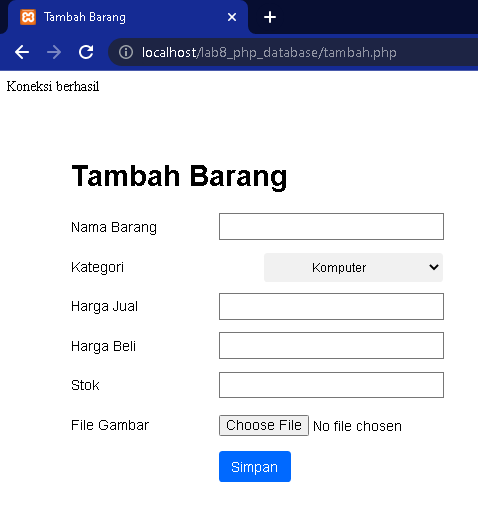 Tambah Barang
localhost/lab8_php_database/tambah.php
Koneksi berhasil
Tambah Barang
Nama Barang
Kategori Komputer
Harga Jual
Harga Beli
Stok
File Gambar Choose File No file chosen
Simpan